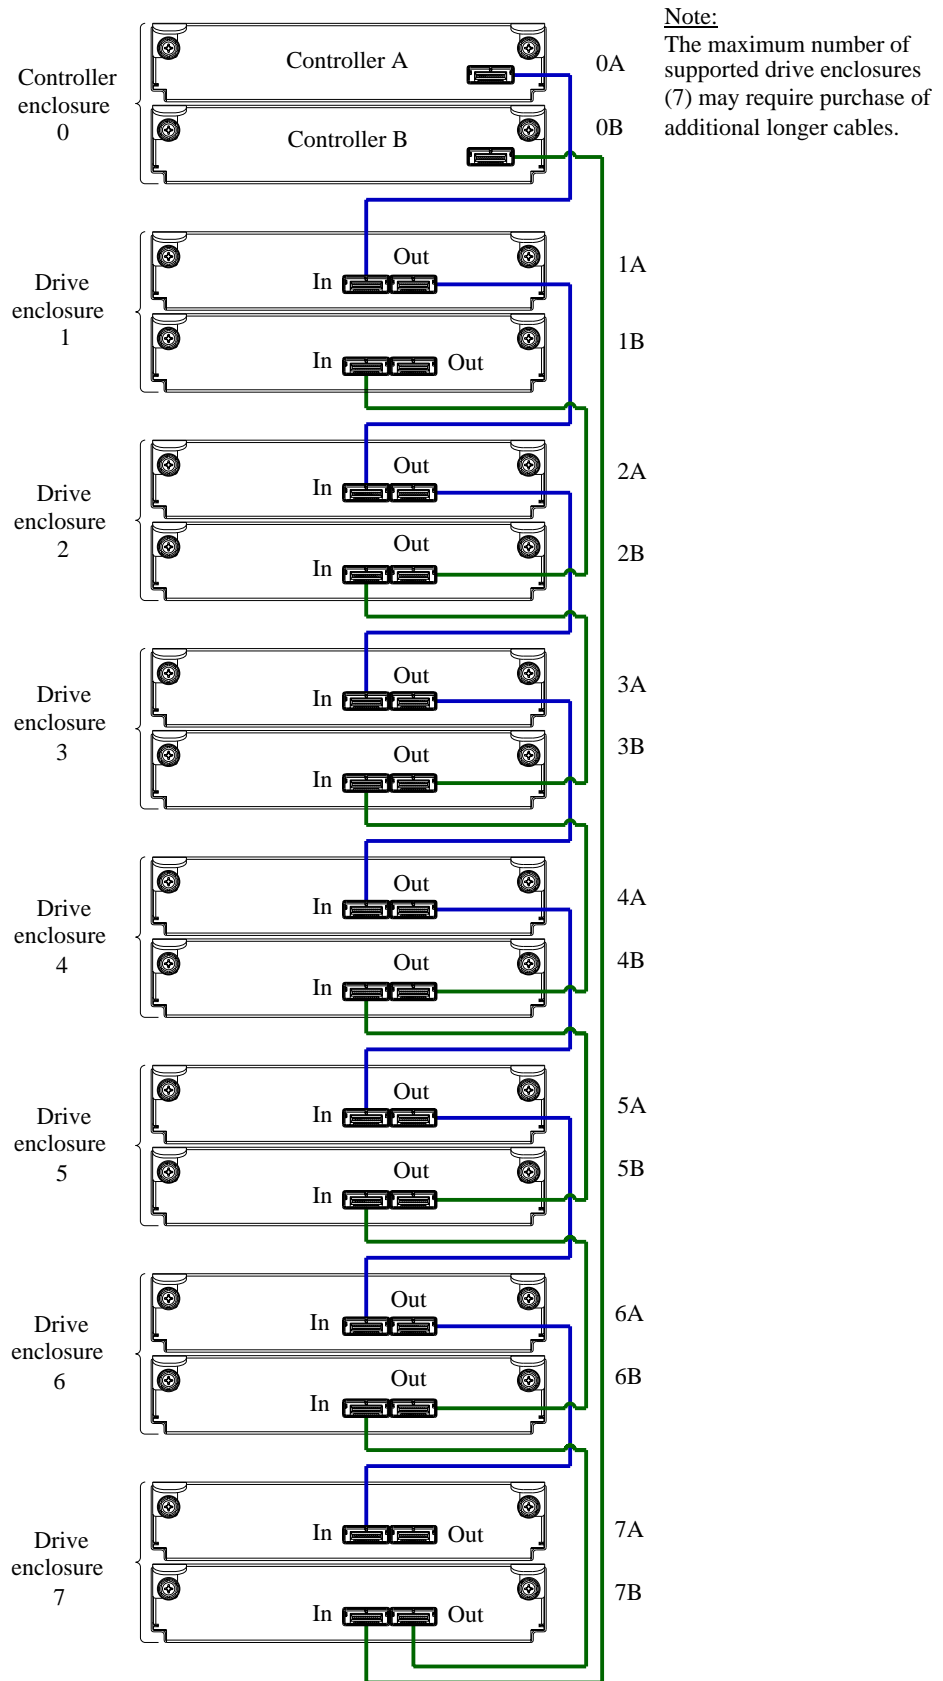 Note:
The maximum number of
supported drive enclosures
(7) may require purchase of
additional longer cables.
Controller
enclosure
0
Controller A
0A
Controller B
0B
Drive
enclosure
1
In
Out
1A
In
Out
1B
Drive
enclosure
2
In
Out
2A
In
Out
2B
Drive
enclosure
3
In
Out
3A
In
Out
3B
Drive
enclosure
4
In
Out
4A
In
Out
4B
Drive
enclosure
5
In
Out
5A
In
Out
5B
Drive
enclosure
6
In
Out
6A
In
Out
6B
Drive
enclosure
7
In
Out
7A
In
Out
7B